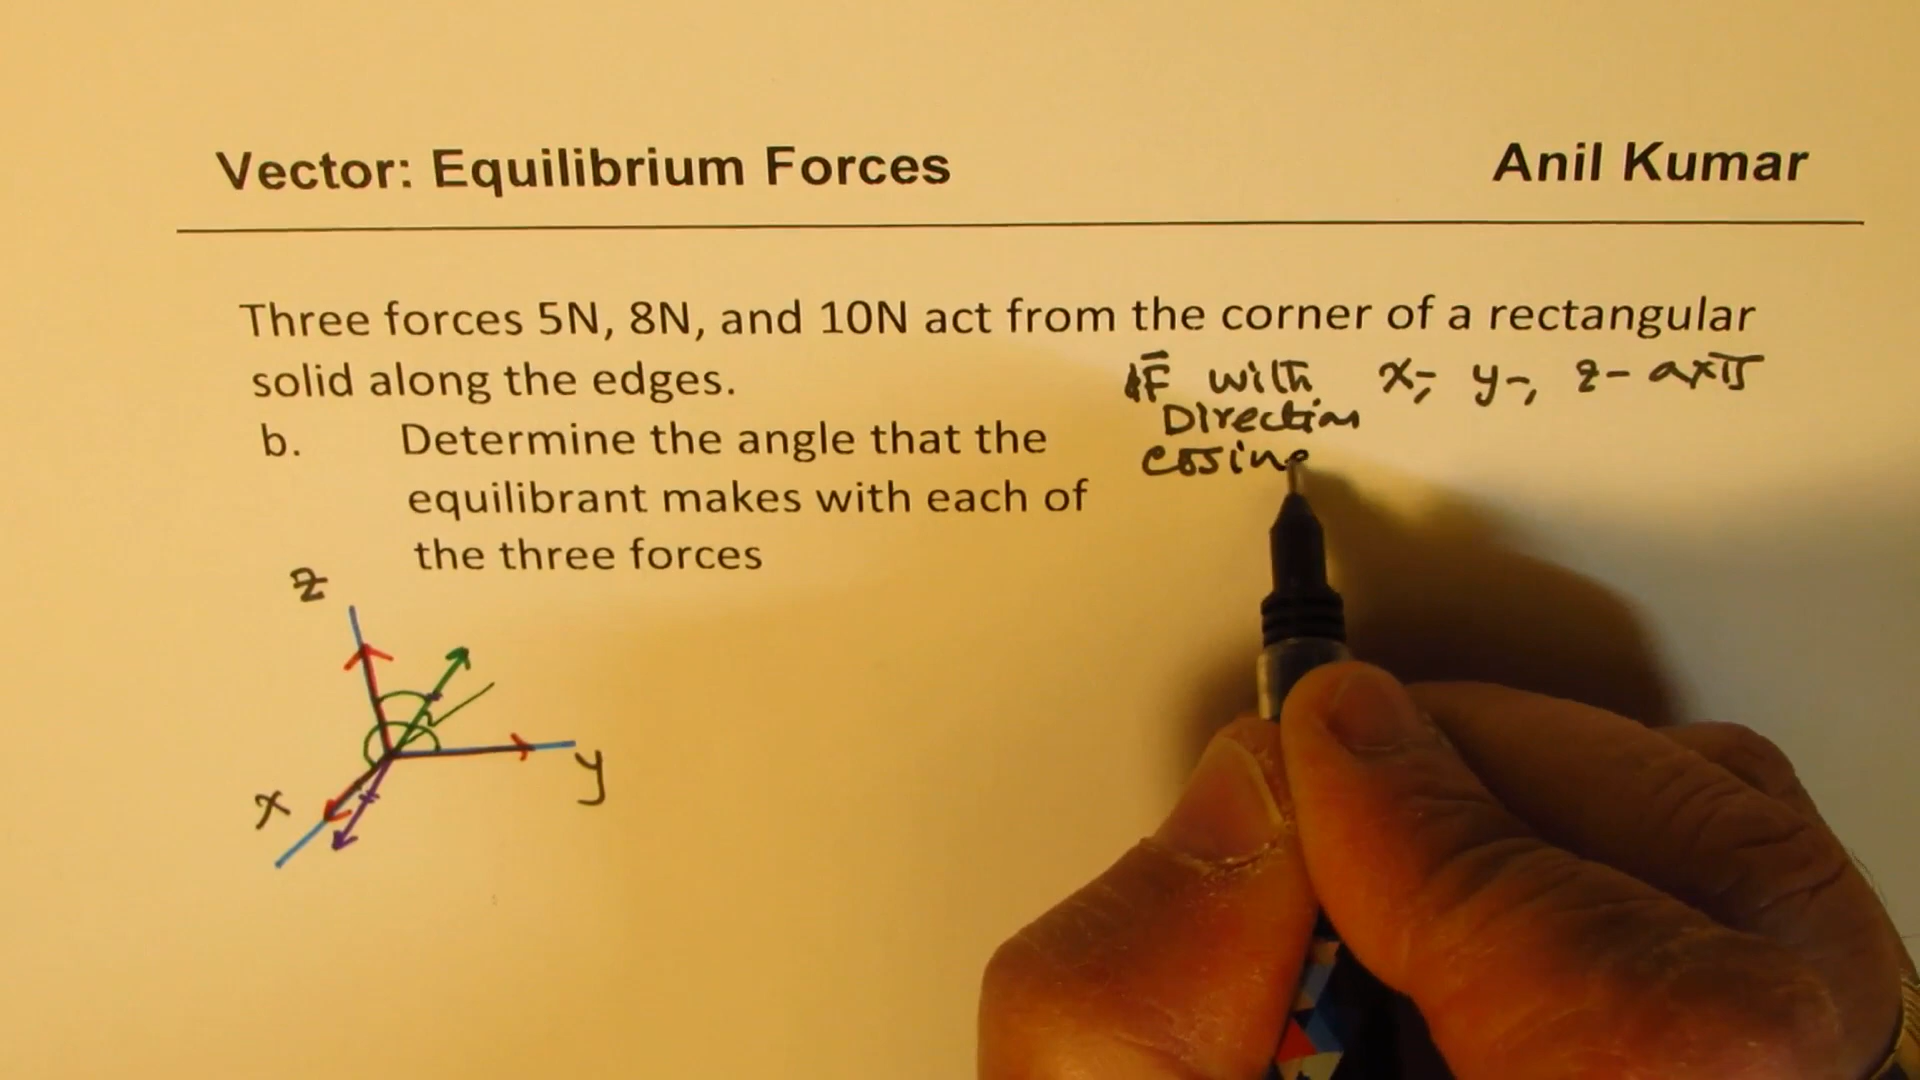 Vector: Equilibrium Forces
Anil Kumar
Three forces 5N, 8N, and 10N act from the corner of a rectangular
solid along the edges.
F with x-, y-, z-axis
Direction
cosine
b. Determine the angle that the
equilibrant makes with each of
the three forces
z
y
x